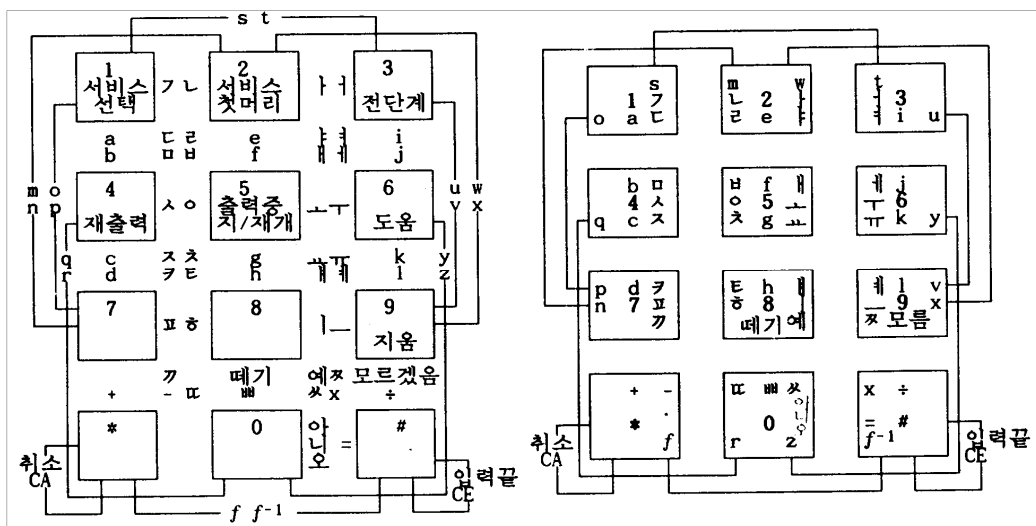 s t
1 2 3
서비스 선택 ㄱ ㄴ 서비스 첫머리 ㅏ ㅓ 전단계
a ㄷ ㄹ e i
b ㅁ ㅂ f j
m o 4 5 6 u w
n p 재출력 ㅅ ㅇ 출력중지/재개 ㅗ ㅜ 도움 v x
q c ㅈ ㅊ g ㅛ ㅠ k y
r d ㅋ ㅌ h l z
7 8 9
ㅍ ㅎ ㅣ ㅡ 지움
ㄲ 떼기 예 ㅉ 모르겠음
+ - ㄸ ㅃ ㅆ x ÷
* 0 아니오 = #
취소 CA 입력끝 CE
f f⁻¹
s m w t
1 ㄱ ㄴ 2 3
o a ㄷ ㄹ e i u
b ㅁ ㅂ f ㅐ ㅔ j
4 ㅅ ㅇ 5 ㅗ ㅜ 6
q c ㅈ ㅊ g ㅛ ㅠ k y
p d ㅋ ㅌ h l v
n 7 ㅍ ㅎ 8 ㅡ 9 x
ㄲ 떼기 예 ㅉ 모름
+ - ㄸ ㅃ ㅆ x ÷
* 0 아니오 = #
f r z f⁻¹
취소 CA 입력끝 CE